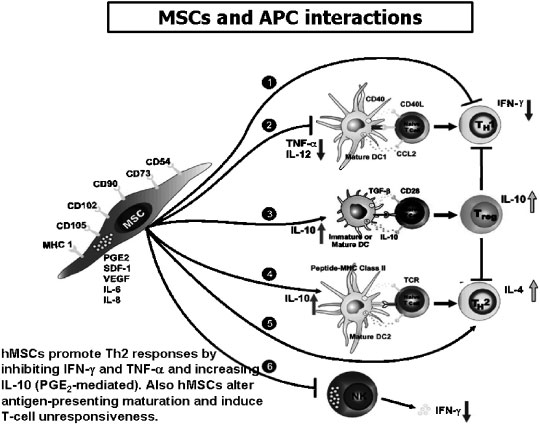 MSCs and APC interactions
1
CD40
CD40L
IFN-γ
TH1
2
CD54
CD73
CD90
CD102
CD105
MHC 1
MSC
TNF-α
IL-12
Mature DC1
CCL2
T Cell
3
TGF-β
CD28
IL-10
IL-10
Immature or
Mature DC
Treg
IL-10
PGE2
SDF-1
VEGF
IL-6
IL-8
4
Peptide-MHC Class II
TCR
IL-10
Mature DC2
TH2
IL-4
5
hMSCs promote Th2 responses by
inhibiting IFN-γ and TNF-α and increasing
IL-10 (PGE2-mediated). Also hMSCs alter
antigen-presenting maturation and induce
T-cell unresponsiveness.
6
NK
IFN-γ